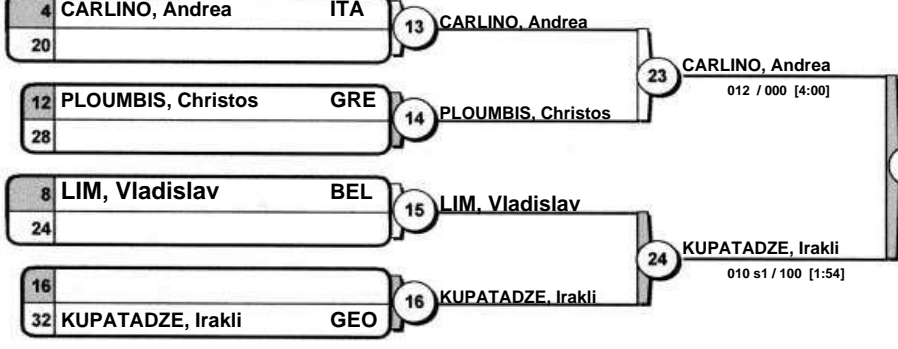 4 CARLINO, Andrea ITA
20
13
CARLINO, Andrea
12 PLOUMBIS, Christos GRE
28
14
PLOUMBIS, Christos
23
CARLINO, Andrea
012 / 000 [4:00]
8 LIM, Vladislav BEL
24
15
LIM, Vladislav
16
32 KUPATADZE, Irakli GEO
16
KUPATADZE, Irakli
24
KUPATADZE, Irakli
010 s1 / 100 [1:54]